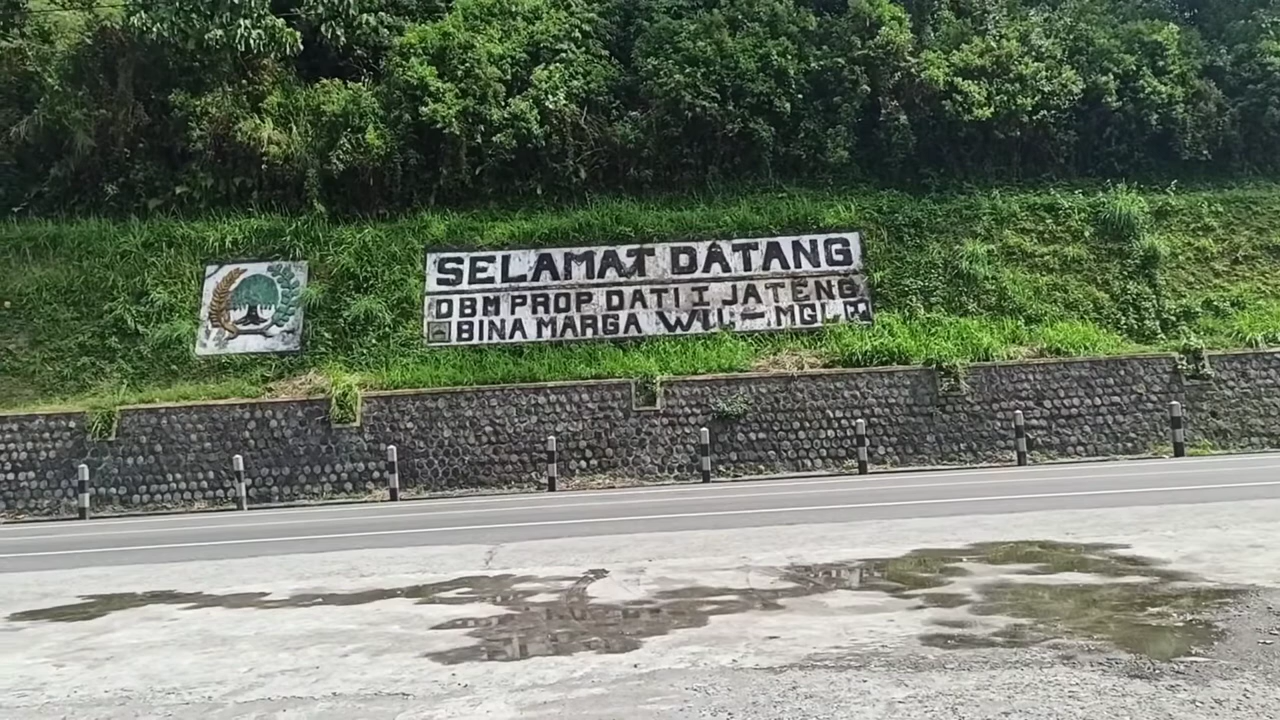 SELAMAT DATANG
DBM PROP DATI I JATENG
BINA MARGA WIL - MGL